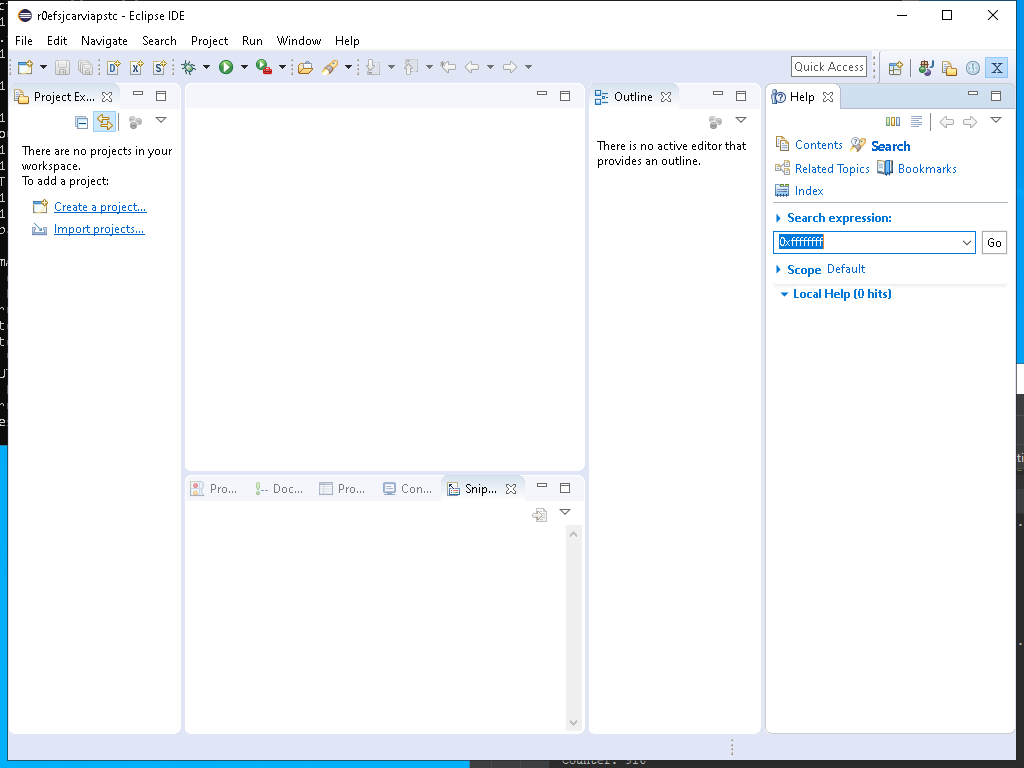 r0efsjcarviapstc - Eclipse IDE
File Edit Navigate Search Project Run Window Help
Quick Access
Project Ex...
There are no projects in your
workspace.
To add a project:
Create a project...
Import projects...
Outline
There is no active editor that
provides an outline.
Help
Contents Search
Related Topics Bookmarks
Index
Search expression:
0xffffffff
Go
Scope Default
Local Help (0 hits)
Pro... Doc... Pro... Con... Snip...